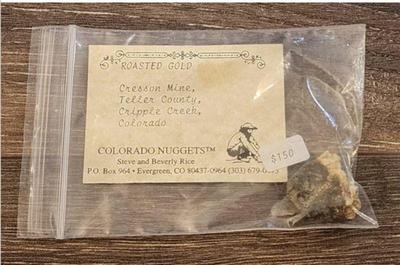 ROASTED GOLD
Cresson Mine,
Teller County,
Cripple Creek,
Colorado
COLORADO NUGGETS™
Steve and Beverly Rice
P.O. Box 964 • Evergreen, CO 80437-0964 (303)
$150